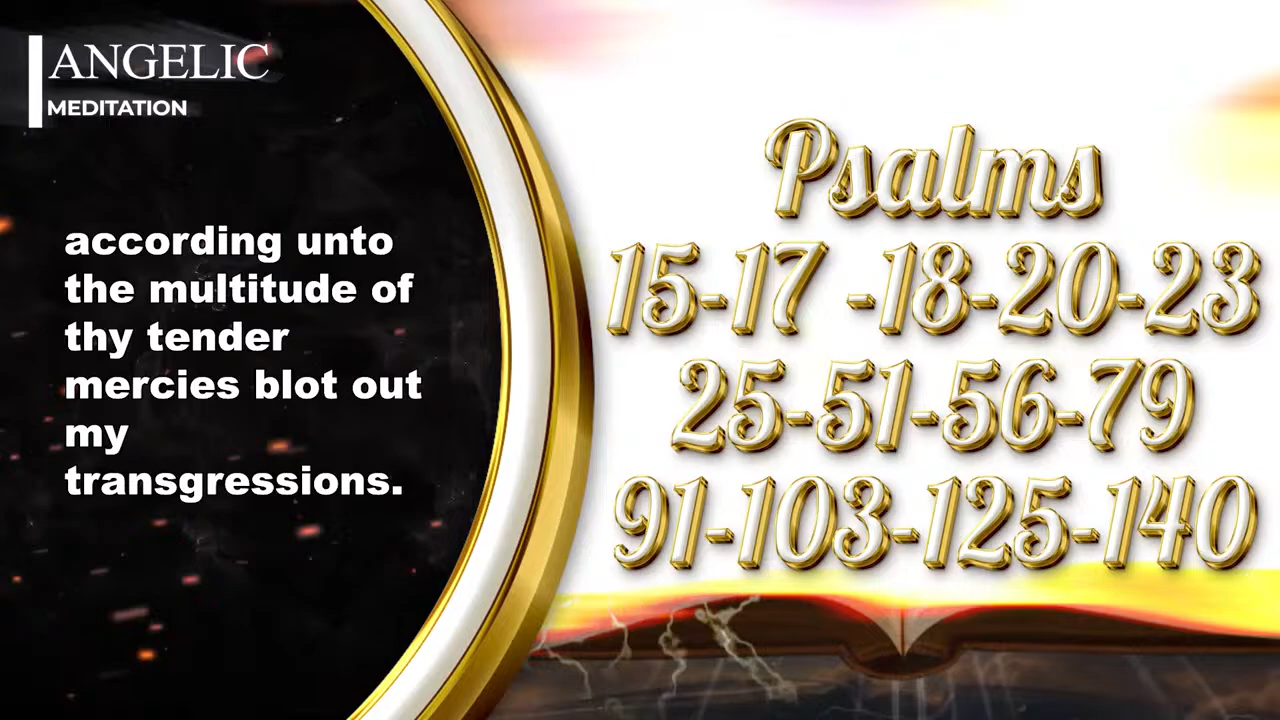 ANGELIC
MEDITATION
according unto
the multitude of
thy tender
mercies blot out
my
transgressions.
Psalms
15-17 -18-20-23
25-51-56-79
91-103-125-140